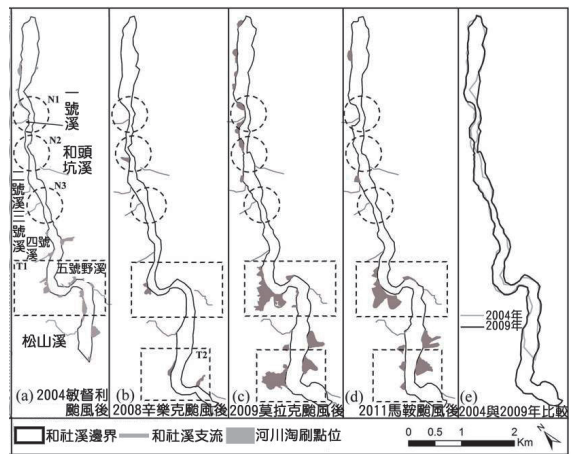 N1
一號溪
N2
和頭坑溪
二號溪
N3
三號溪
四號溪
T1
五號野溪
松山溪
T2
2004年
2009年
(a) 2004敏督利颱風後
(b) 2008辛樂克颱風後
(c) 2009莫拉克颱風後
(d) 2011馬鞍颱風後
(e) 2004與2009年比較
和社溪邊界
和社溪支流
河川淘刷點位
0 0.5 1 2 Km